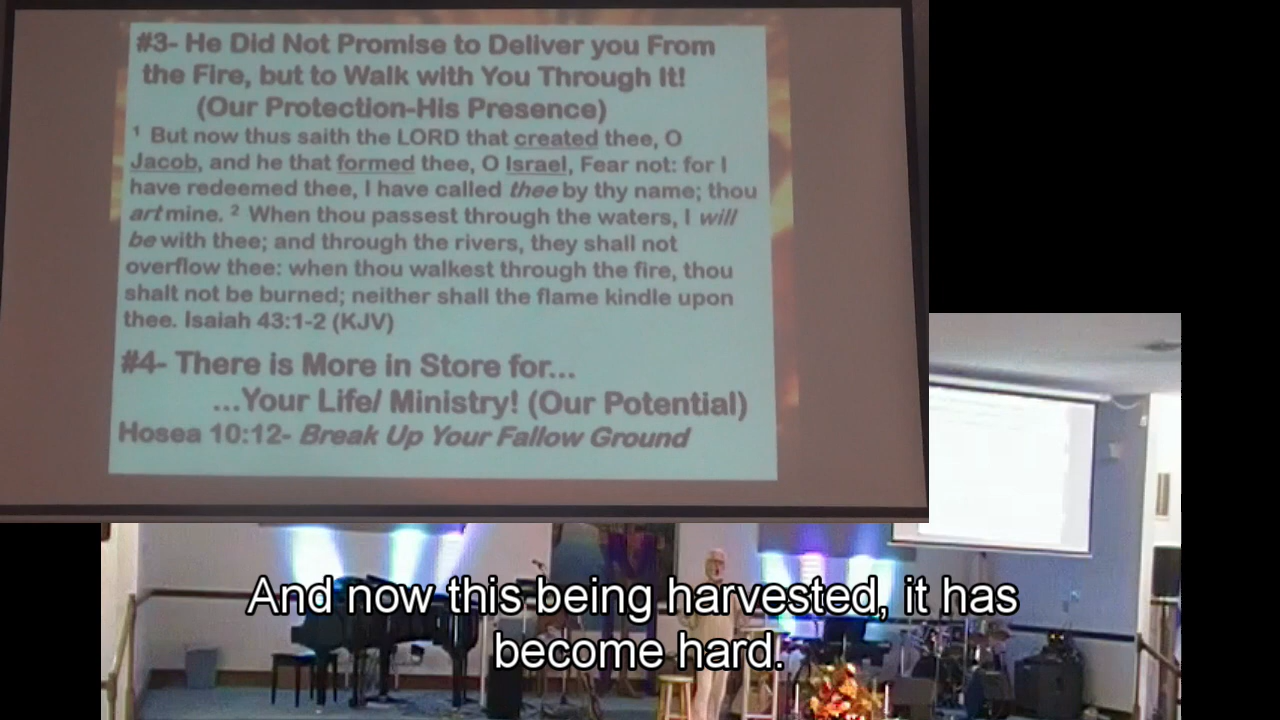 #3- He Did Not Promise to Deliver you From
the Fire, but to Walk with You Through It!
(Our Protection-His Presence)
1 But now thus saith the LORD that created thee, O
Jacob, and he that formed thee, O Israel, Fear not: for I
have redeemed thee, I have called thee by thy name; thou
art mine. 2 When thou passest through the waters, I will
be with thee; and through the rivers, they shall not
overflow thee: when thou walkest through the fire, thou
shalt not be burned; neither shall the flame kindle upon
thee. Isaiah 43:1-2 (KJV)
#4- There is More in Store for...
...Your Life/ Ministry! (Our Potential)
Hosea 10:12- Break Up Your Fallow Ground
And now this being harvested, it has
become hard.